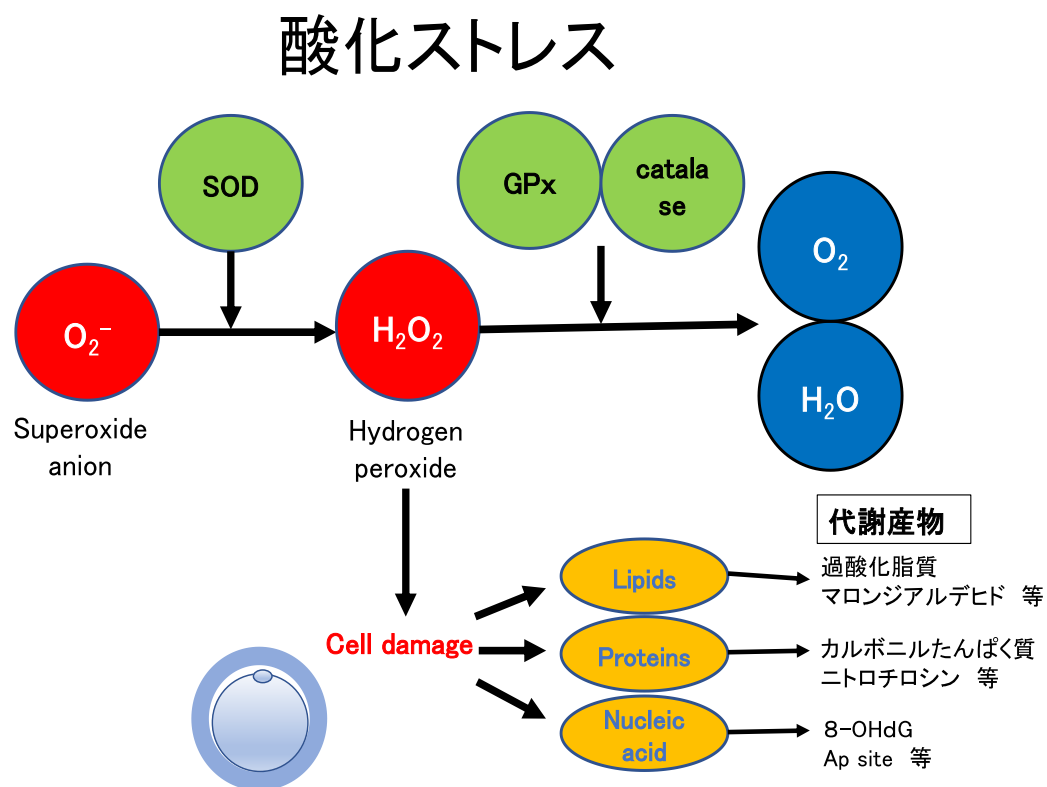 酸化ストレス
SOD
GPx
catala
se
O₂
O₂⁻
H₂O₂
H₂O
Superoxide
anion
Hydrogen
peroxide
代謝産物
Lipids
過酸化脂質
マロンジアルデヒド 等
Cell damage
Proteins
カルボニルたんぱく質
ニトロチロシン 等
Nucleic
acid
8-OHdG
Ap site 等